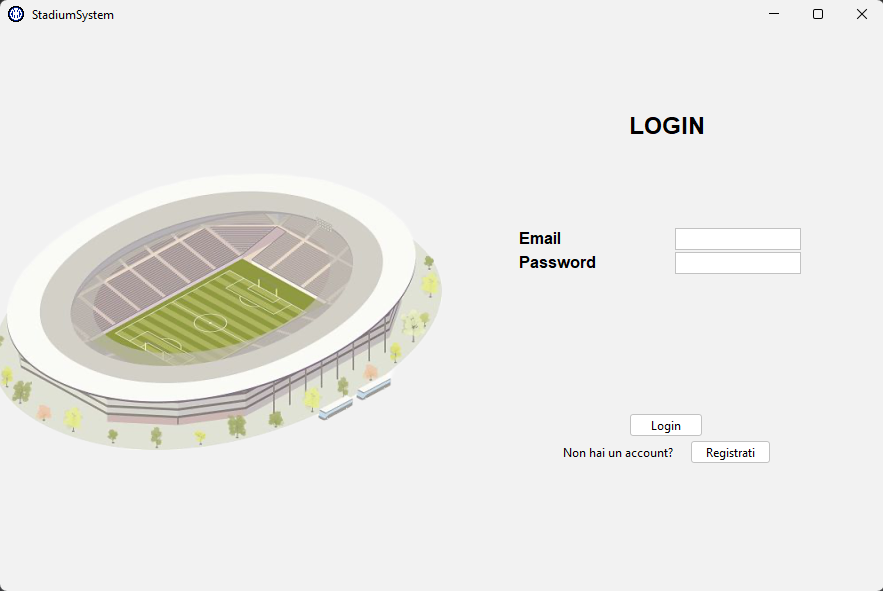 StadiumSystem
LOGIN
Email
Password
Login
Non hai un account? Registrati